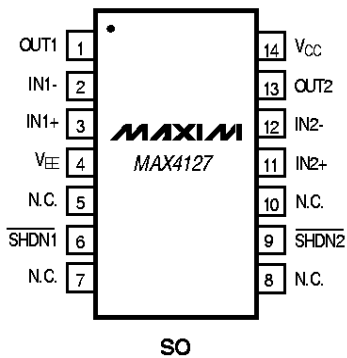 OUT1 1 14 VCC
IN1- 2 13 OUT2
IN1+ 3 12 IN2-
MAXIM
VEE 4 MAX4127 11 IN2+
N.C. 5 10 N.C.
SHDN1 6 9 SHDN2
N.C. 7 8 N.C.
SO